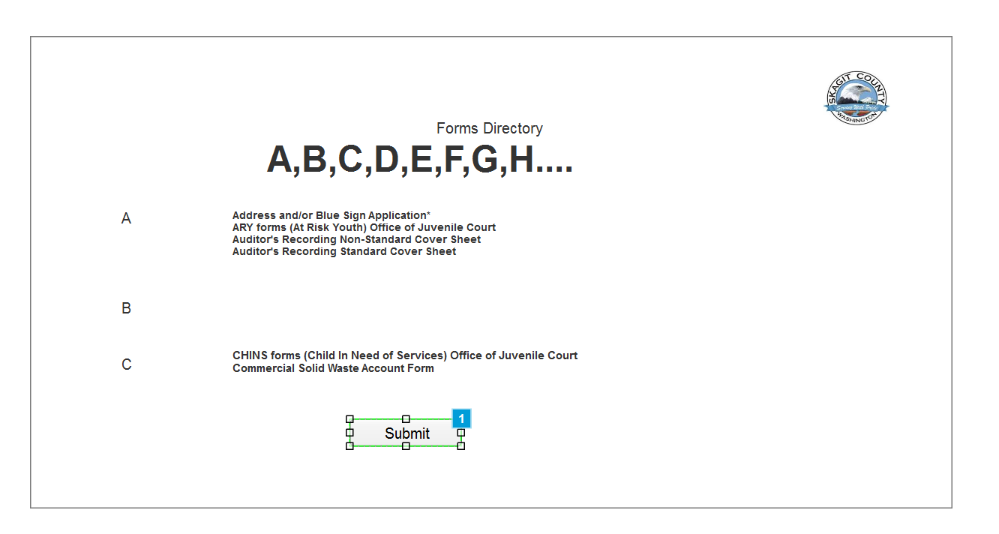 SKAGIT COUNTY
Serving With Pride
WASHINGTON
Forms Directory
A,B,C,D,E,F,G,H....
A
Address and/or Blue Sign Application*
ARY forms (At Risk Youth) Office of Juvenile Court
Auditor's Recording Non-Standard Cover Sheet
Auditor's Recording Standard Cover Sheet
B
C
CHINS forms (Child In Need of Services) Office of Juvenile Court
Commercial Solid Waste Account Form
1
Submit